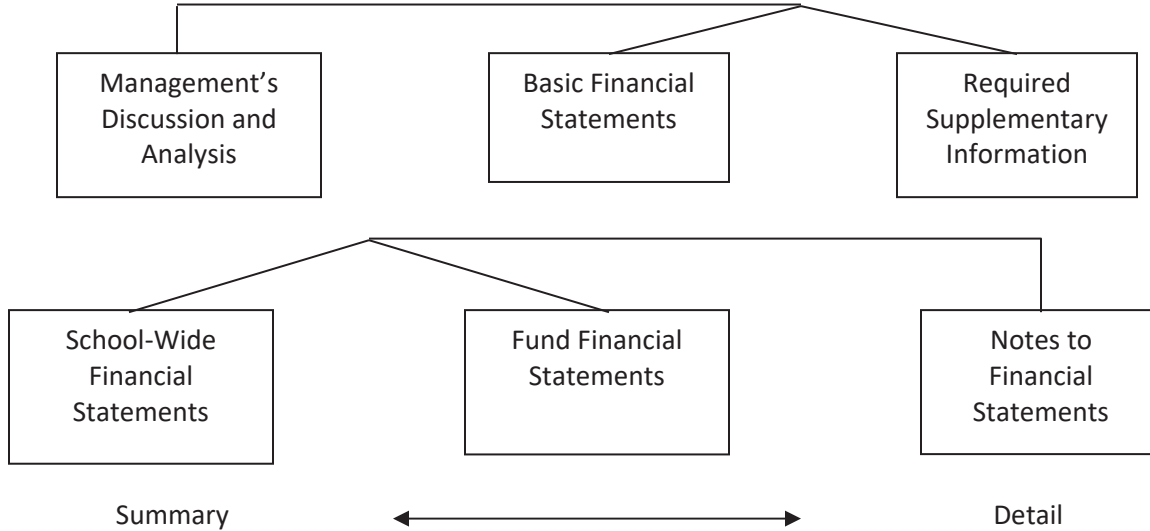 Management’s
Discussion and
Analysis
Basic Financial
Statements
Required
Supplementary
Information
School-Wide
Financial
Statements
Fund Financial
Statements
Notes to
Financial
Statements
Summary
Detail